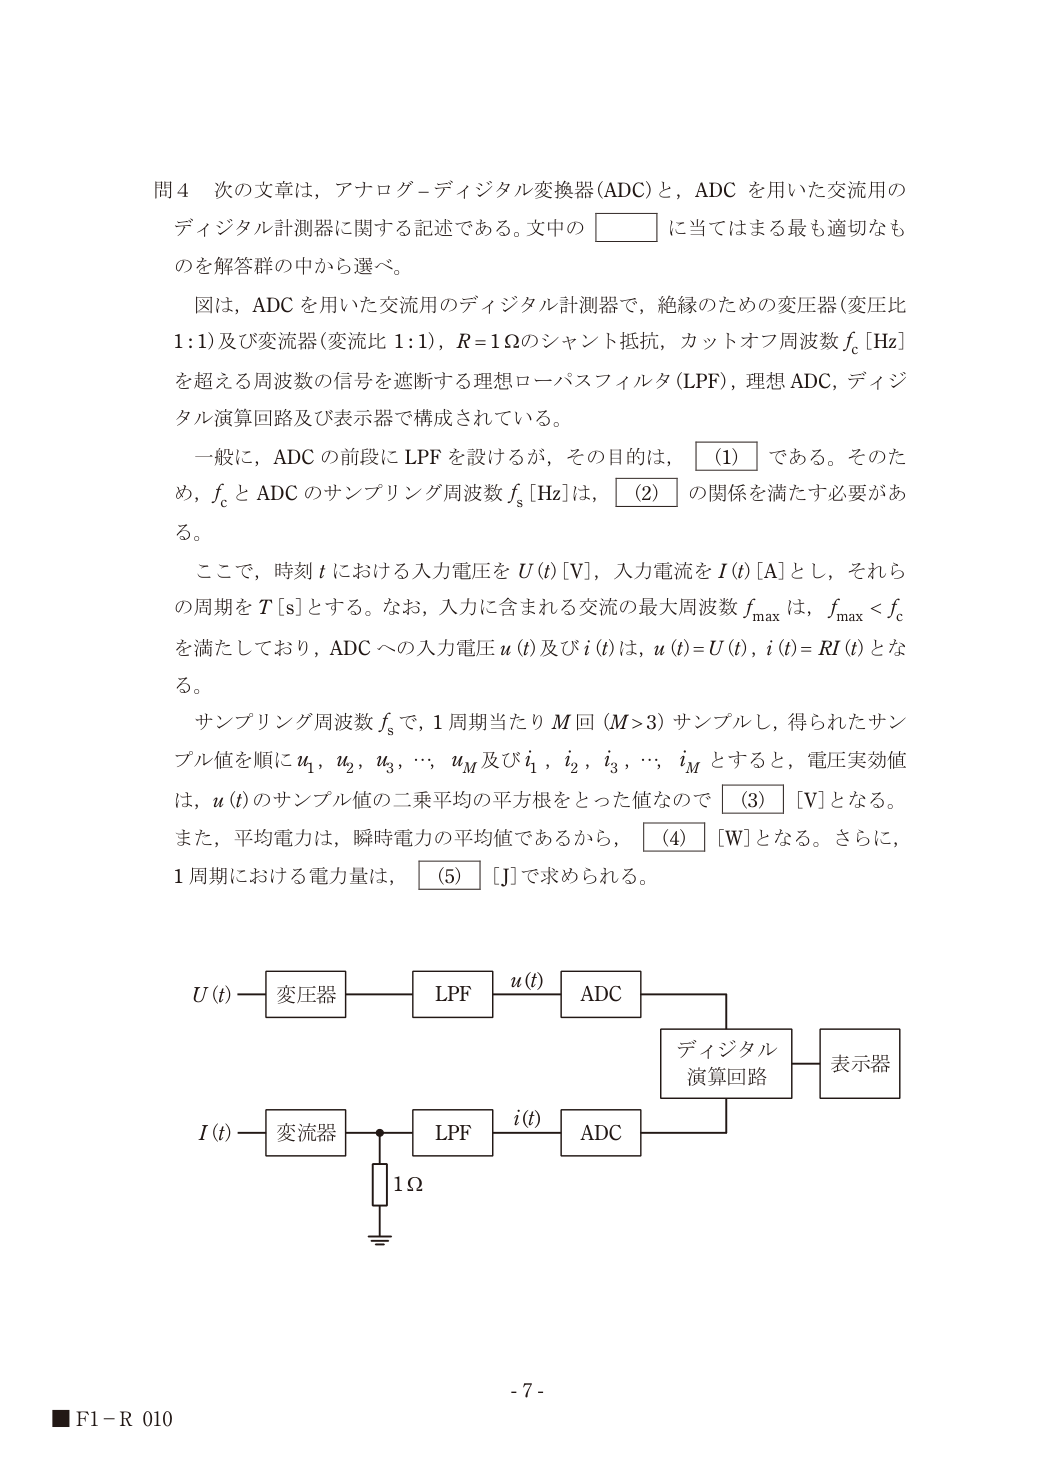 問4 次の文章は，アナログ－ディジタル変換器(ADC)と，ADC を用いた交流用の
ディジタル計測器に関する記述である。文中の □ に当てはまる最も適切なも
のを解答群の中から選べ。
図は，ADC を用いた交流用のディジタル計測器で，絶縁のための変圧器(変圧比
1:1)及び変流器(変流比 1:1)，R=1Ωのシャント抵抗，カットオフ周波数 fc [Hz]
を超える周波数の信号を遮断する理想ローパスフィルタ(LPF)，理想 ADC，ディジ
タル演算回路及び表示器で構成されている。
一般に，ADC の前段に LPF を設けるが，その目的は， (1) である。そのた
め，fc と ADC のサンプリング周波数 fs [Hz]は， (2) の関係を満たす必要があ
る。
ここで，時刻 t における入力電圧を U(t) [V]，入力電流を I(t) [A]とし，それら
の周期を T [s]とする。なお，入力に含まれる交流の最大周波数 fmax は，fmax < fc
を満たしており，ADC への入力電圧 u(t)及び i(t)は，u(t)=U(t)，i(t)=RI(t)とな
る。
サンプリング周波数 fs で，1 周期当たり M 回 (M>3) サンプルし，得られたサン
プル値を順に u1，u2，u3，…，uM 及び i1，i2，i3，…，iM とすると，電圧実効値
は，u(t)のサンプル値の二乗平均の平方根をとった値なので (3) [V]となる。
また，平均電力は，瞬時電力の平均値であるから， (4) [W]となる。さらに，
1 周期における電力量は， (5) [J]で求められる。
U(t) 変圧器 LPF u(t) ADC
ディジタル
演算回路
表示器
I(t) 変流器 LPF i(t) ADC
1Ω
- 7 -
■ F1－R 010